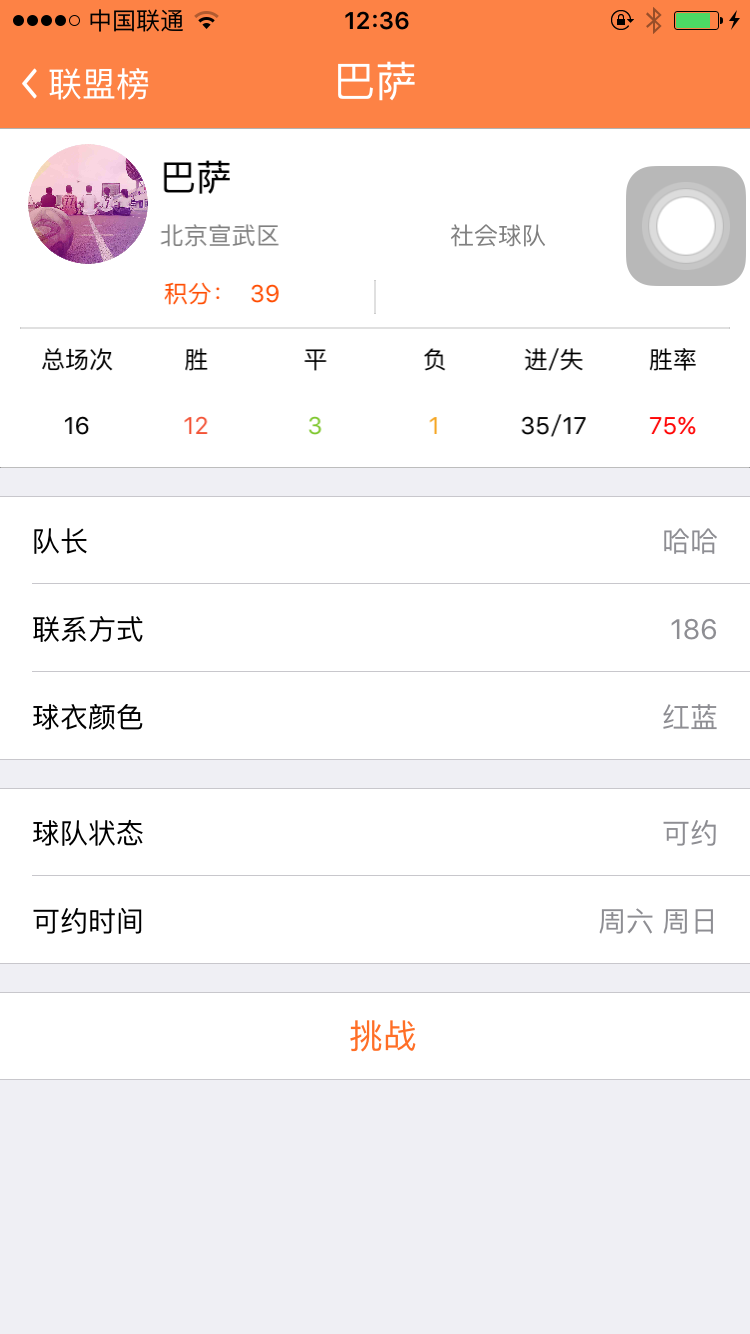 中国联通 12:36
联盟榜 巴萨
巴萨
北京宣武区 社会球队
积分： 39
总场次 胜 平 负 进/失 胜率
16 12 3 1 35/17 75%
队长 哈哈
联系方式 186
球衣颜色 红蓝
球队状态 可约
可约时间 周六 周日
挑战